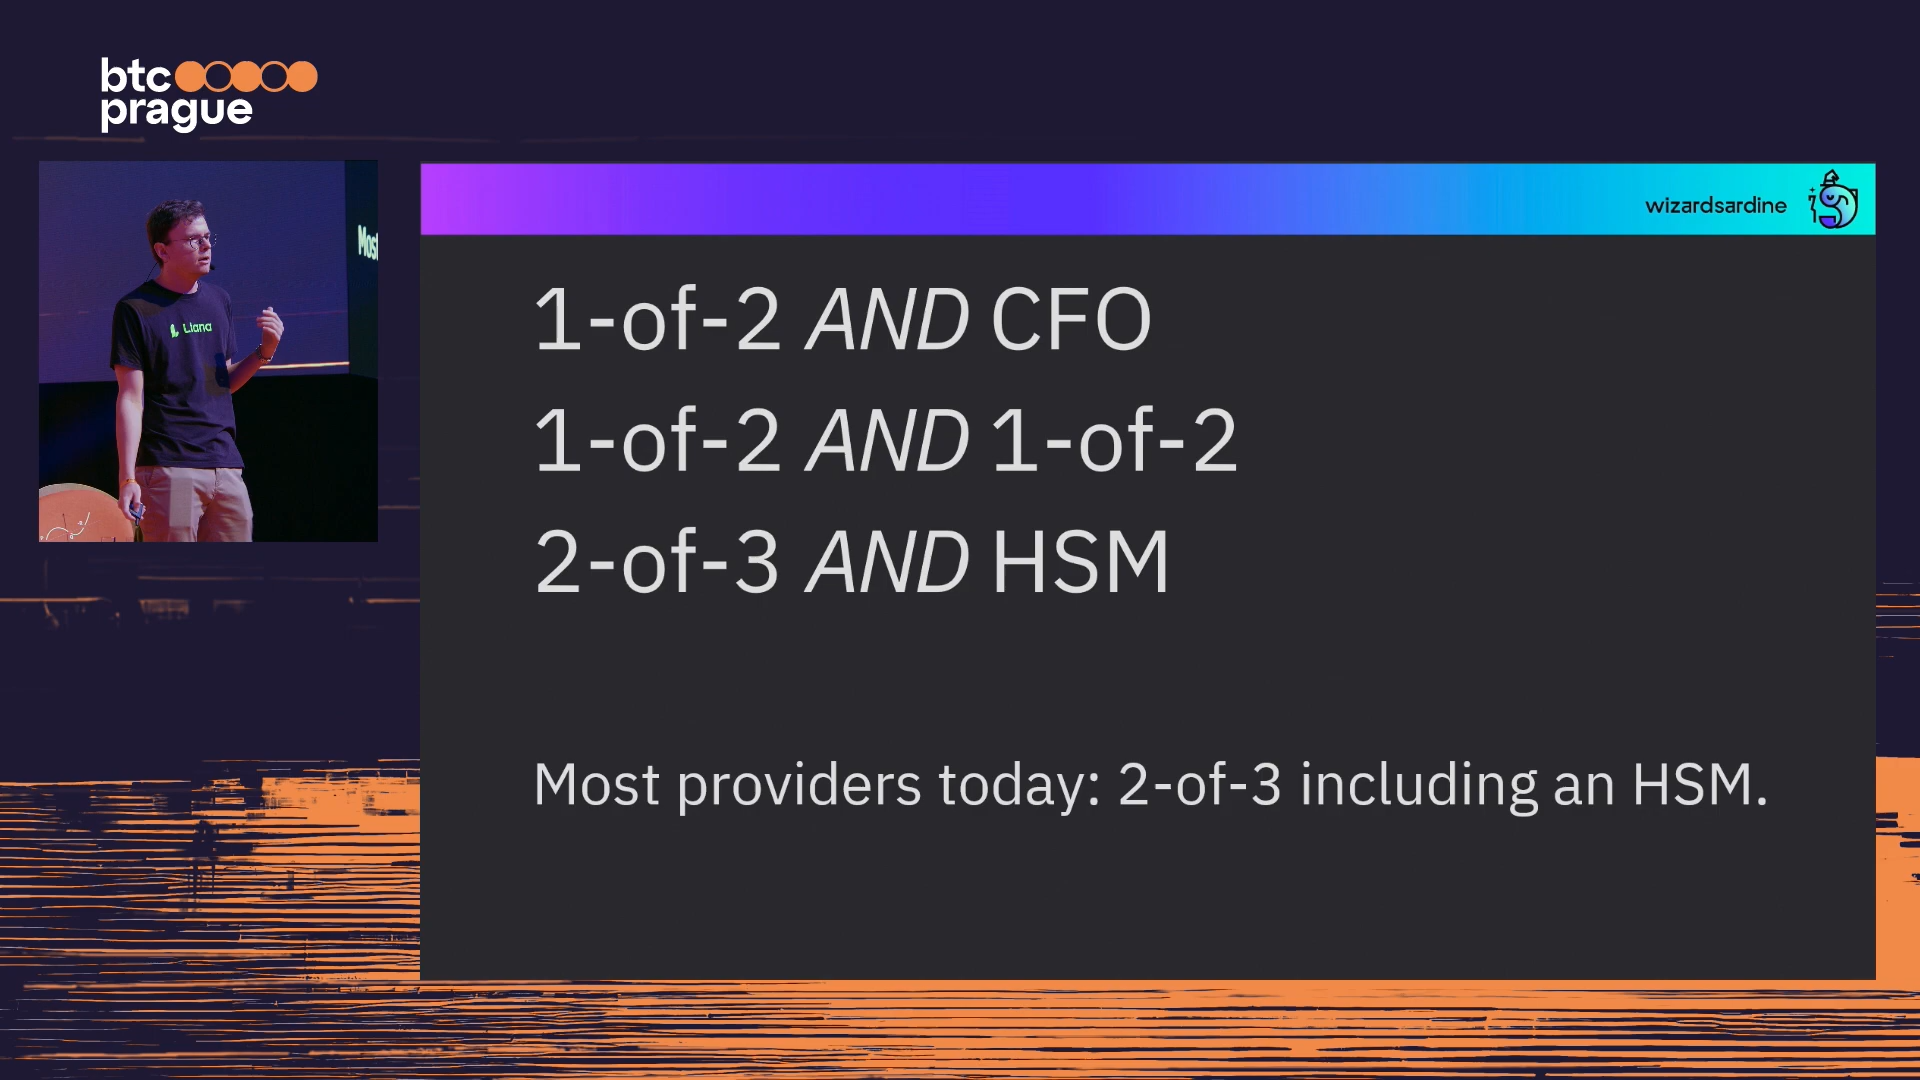 btc
prague
Most
Liana
wizardsardine
1-of-2 AND CFO
1-of-2 AND 1-of-2
2-of-3 AND HSM
Most providers today: 2-of-3 including an HSM.